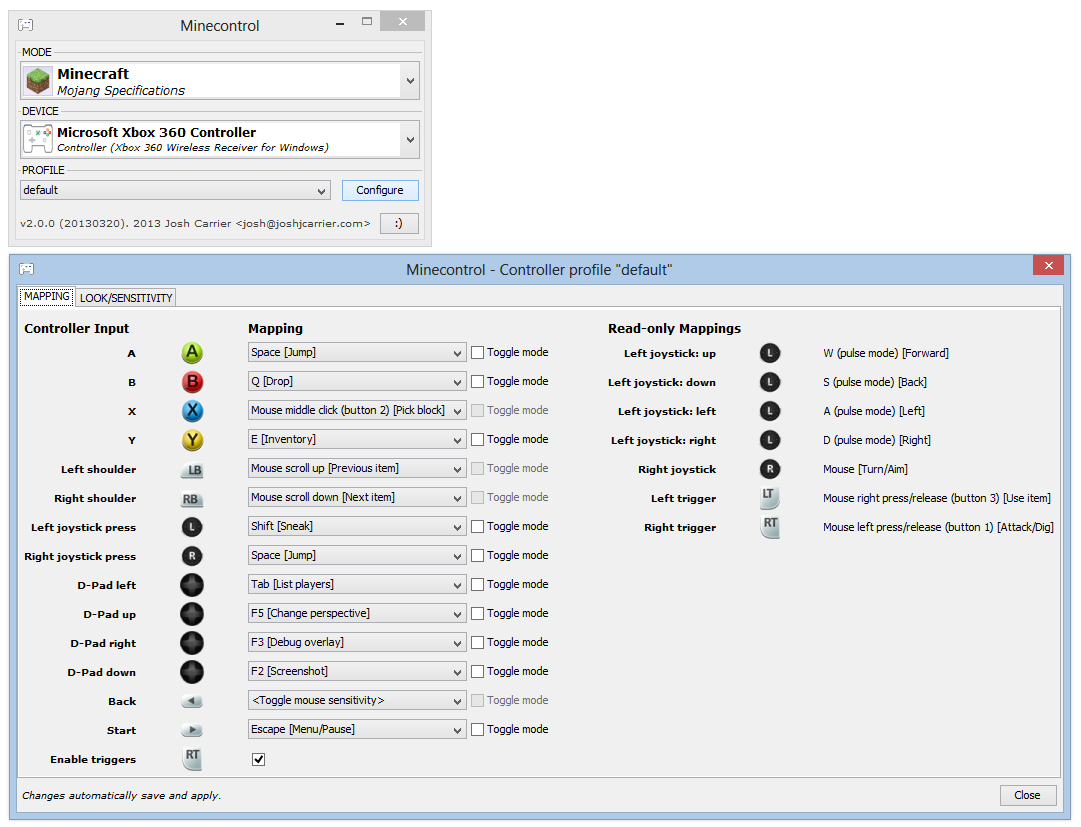 Minecontrol
MODE
Minecraft
Mojang Specifications
DEVICE
Microsoft Xbox 360 Controller
Controller (Xbox 360 Wireless Receiver for Windows)
PROFILE
default Configure
v2.0.0 (20130320). 2013 Josh Carrier <josh@joshjcarrier.com> :)
Minecontrol - Controller profile "default"
MAPPING LOOK/SENSITIVITY
Controller Input Mapping Read-only Mappings
A A Space [Jump] Toggle mode Left joystick: up L W (pulse mode) [Forward]
B B Q [Drop] Toggle mode Left joystick: down L S (pulse mode) [Back]
X X Mouse middle click (button 2) [Pick block] Toggle mode Left joystick: left L A (pulse mode) [Left]
Y Y E [Inventory] Toggle mode Left joystick: right L D (pulse mode) [Right]
Left shoulder LB Mouse scroll up [Previous item] Toggle mode Right joystick R Mouse [Turn/Aim]
Right shoulder RB Mouse scroll down [Next item] Toggle mode Left trigger LT Mouse right press/release (button 3) [Use item]
Left joystick press L Shift [Sneak] Toggle mode Right trigger RT Mouse left press/release (button 1) [Attack/Dig]
Right joystick press R Space [Jump] Toggle mode
D-Pad left Tab [List players] Toggle mode
D-Pad up F5 [Change perspective] Toggle mode
D-Pad right F3 [Debug overlay] Toggle mode
D-Pad down F2 [Screenshot] Toggle mode
Back <Toggle mouse sensitivity> Toggle mode
Start Escape [Menu/Pause] Toggle mode
Enable triggers RT
Changes automatically save and apply. Close